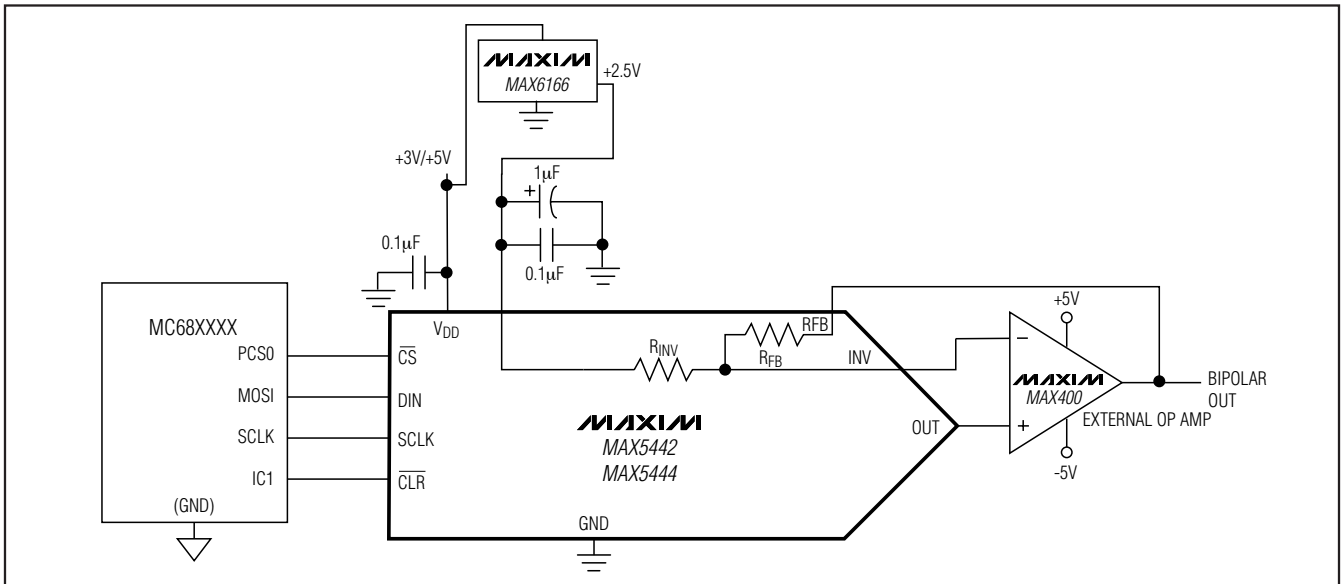 MAXIM
MAX6166
+2.5V
+3V/+5V
1µF
+
0.1µF
0.1µF
MC68XXXX
PCS0
MOSI
SCLK
IC1
(GND)
VDD
CS
DIN
SCLK
CLR
RINV
RFB
RFB
INV
MAXIM
MAX5442
MAX5444
OUT
GND
+5V
−
MAXIM
MAX400
EXTERNAL OP AMP
+
-5V
BIPOLAR
OUT